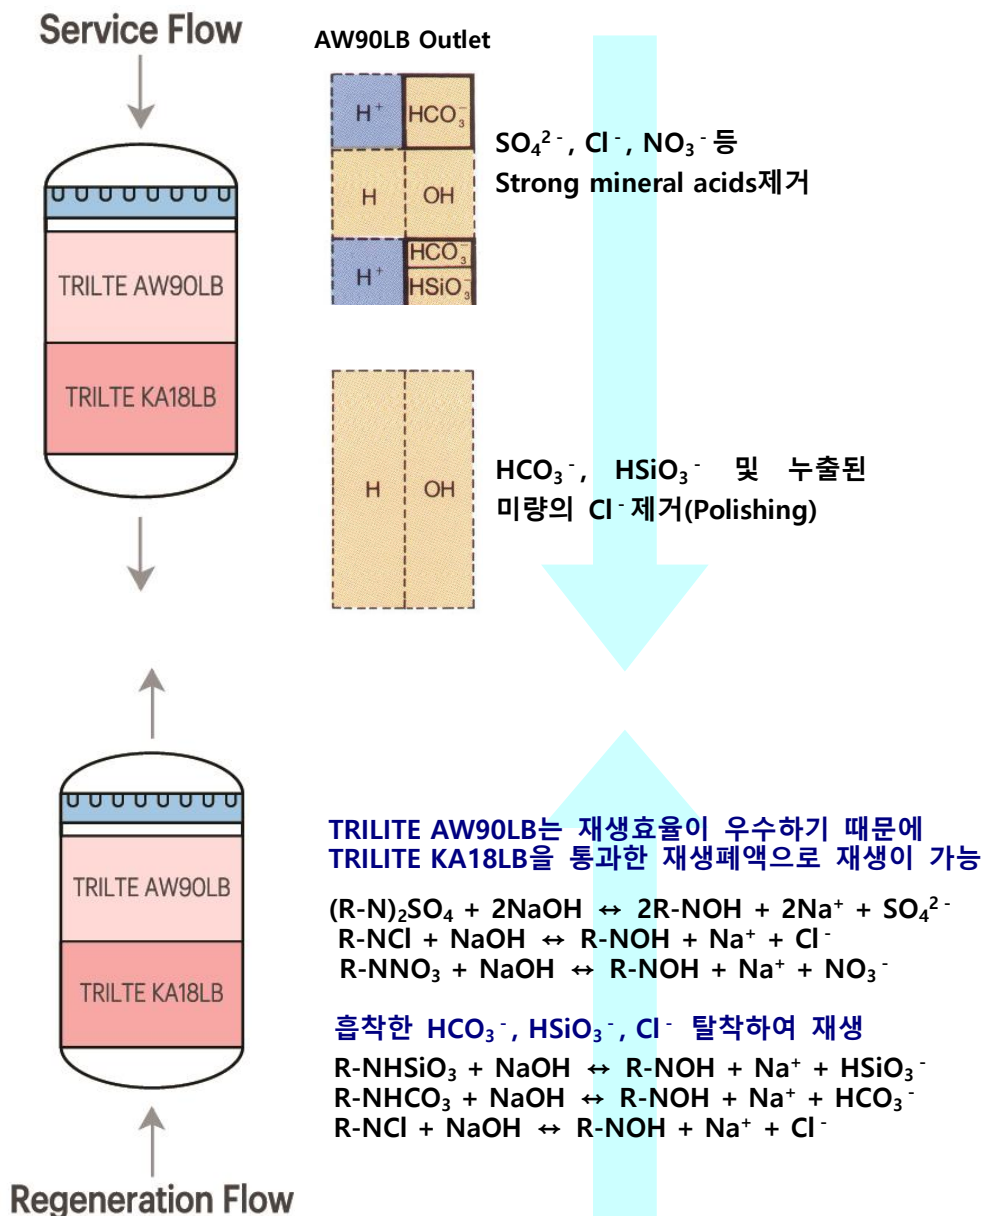 Service Flow
TRILTE AW90LB
TRILTE KA18LB
AW90LB Outlet
H⁺ HCO₃⁻
H OH
H⁺ HCO₃⁻
HSiO₃⁻
SO₄²⁻, Cl⁻, NO₃⁻ 등
Strong mineral acids제거
H OH
HCO₃⁻, HSiO₃⁻ 및 누출된
미량의 Cl⁻제거(Polishing)
TRILTE AW90LB
TRILTE KA18LB
Regeneration Flow
TRILITE AW90LB는 재생효율이 우수하기 때문에
TRILITE KA18LB을 통과한 재생폐액으로 재생이 가능
(R-N)₂SO₄ + 2NaOH ↔ 2R-NOH + 2Na⁺ + SO₄²⁻
R-NCl + NaOH ↔ R-NOH + Na⁺ + Cl⁻
R-NNO₃ + NaOH ↔ R-NOH + Na⁺ + NO₃⁻
흡착한 HCO₃⁻, HSiO₃⁻, Cl⁻ 탈착하여 재생
R-NHSiO₃ + NaOH ↔ R-NOH + Na⁺ + HSiO₃⁻
R-NHCO₃ + NaOH ↔ R-NOH + Na⁺ + HCO₃⁻
R-NCl + NaOH ↔ R-NOH + Na⁺ + Cl⁻